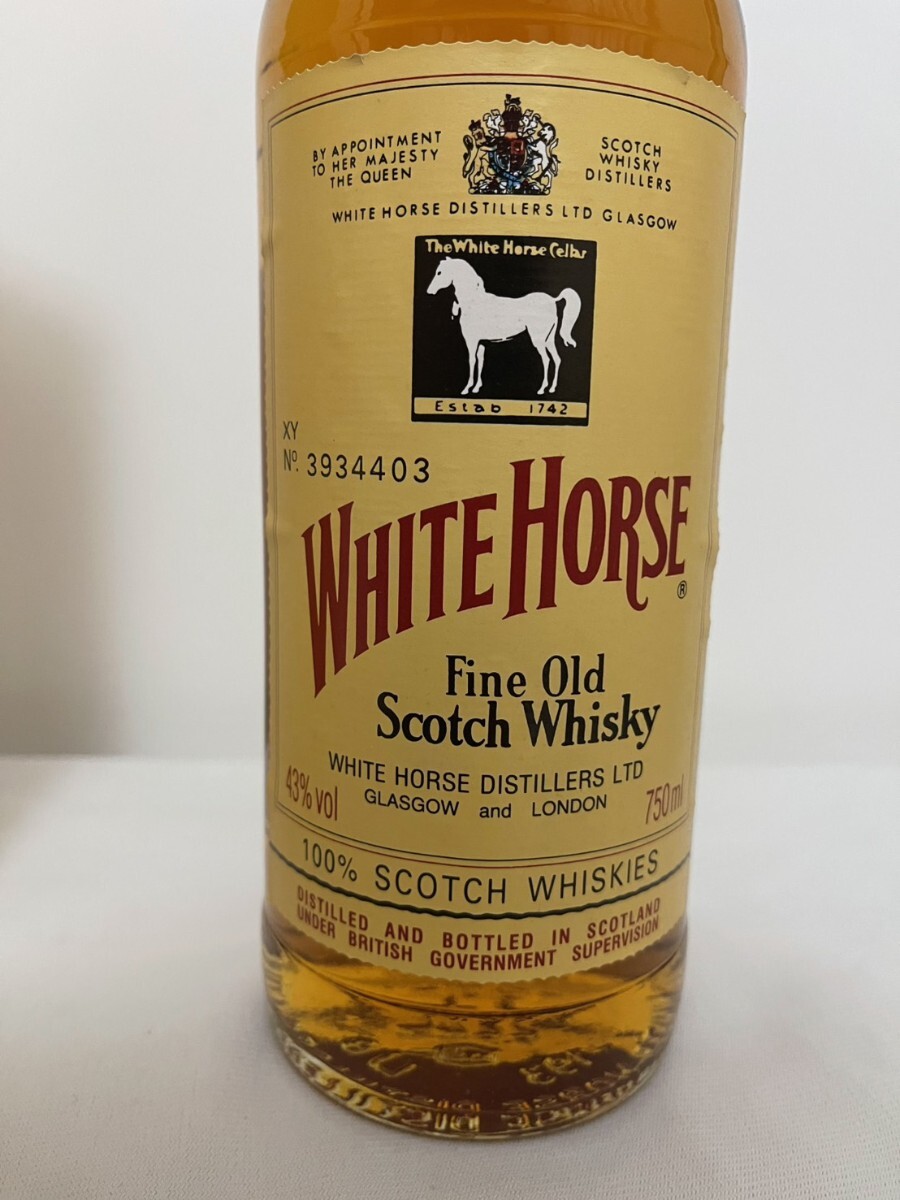 BY APPOINTMENT
TO HER MAJESTY
THE QUEEN
SCOTCH
WHISKY
DISTILLERS
WHITE HORSE DISTILLERS LTD GLASGOW
The White Horse Cellar
Estab 1742
XY
Nº. 3934403
WHITE HORSE
®
Fine Old
Scotch Whisky
WHITE HORSE DISTILLERS LTD
GLASGOW and LONDON
43% vol
750ml
100% SCOTCH WHISKIES
DISTILLED AND BOTTLED IN SCOTLAND
UNDER BRITISH GOVERNMENT SUPERVISION